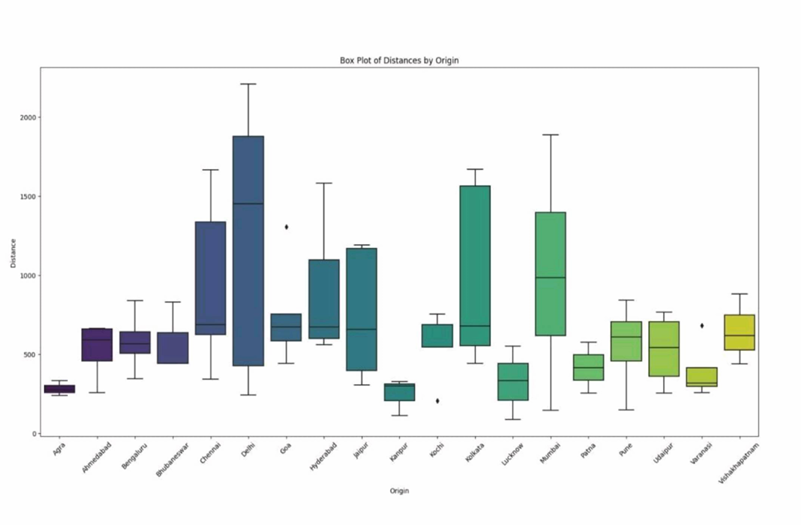 Box Plot of Distances by Origin
Distance
2000
1500
1000
500
0
Agra
Ahmedabad
Bengaluru
Bhubaneswar
Chennai
Delhi
Goa
Hyderabad
Jaipur
Kanpur
Kochi
Kolkata
Lucknow
Mumbai
Patna
Pune
Udaipur
Varanasi
Vishakhapatnam
Origin